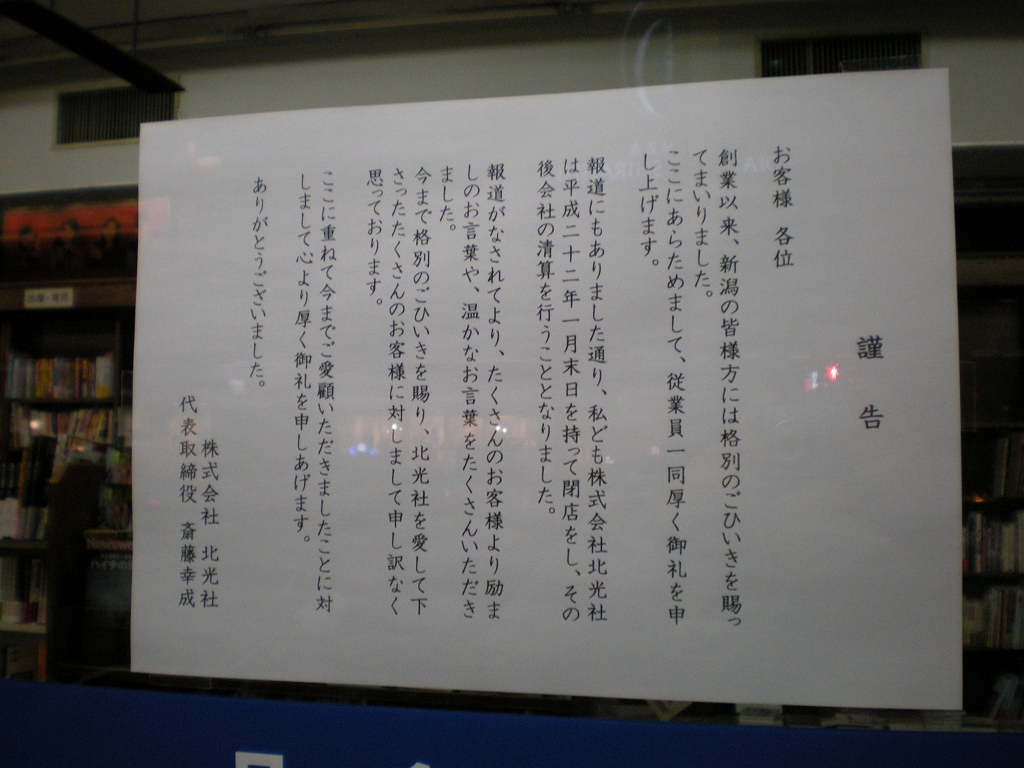 謹 告
お客様 各位
創業以来、新潟の皆様方には格別のごひいきを賜っ
てまいりました。
ここにあらためまして、従業員一同厚く御礼を申
し上げます。
報道にもありました通り、私ども株式会社北光社
は平成二十二年一月末日を持って閉店をし、その
後会社の清算を行うこととなりました。
報道がなされてより、たくさんのお客様より励ま
しのお言葉や、温かなお言葉をたくさんいただき
ました。
今まで格別のごひいきを賜り、北光社を愛して下
さったたくさんのお客様に対しまして申し訳なく
思っております。
ここに重ねて今までご愛顧いただきましたことに対
しまして心より厚く御礼を申しあげます。
ありがとうございました。
株式会社 北光社
代表取締役 斎藤幸成